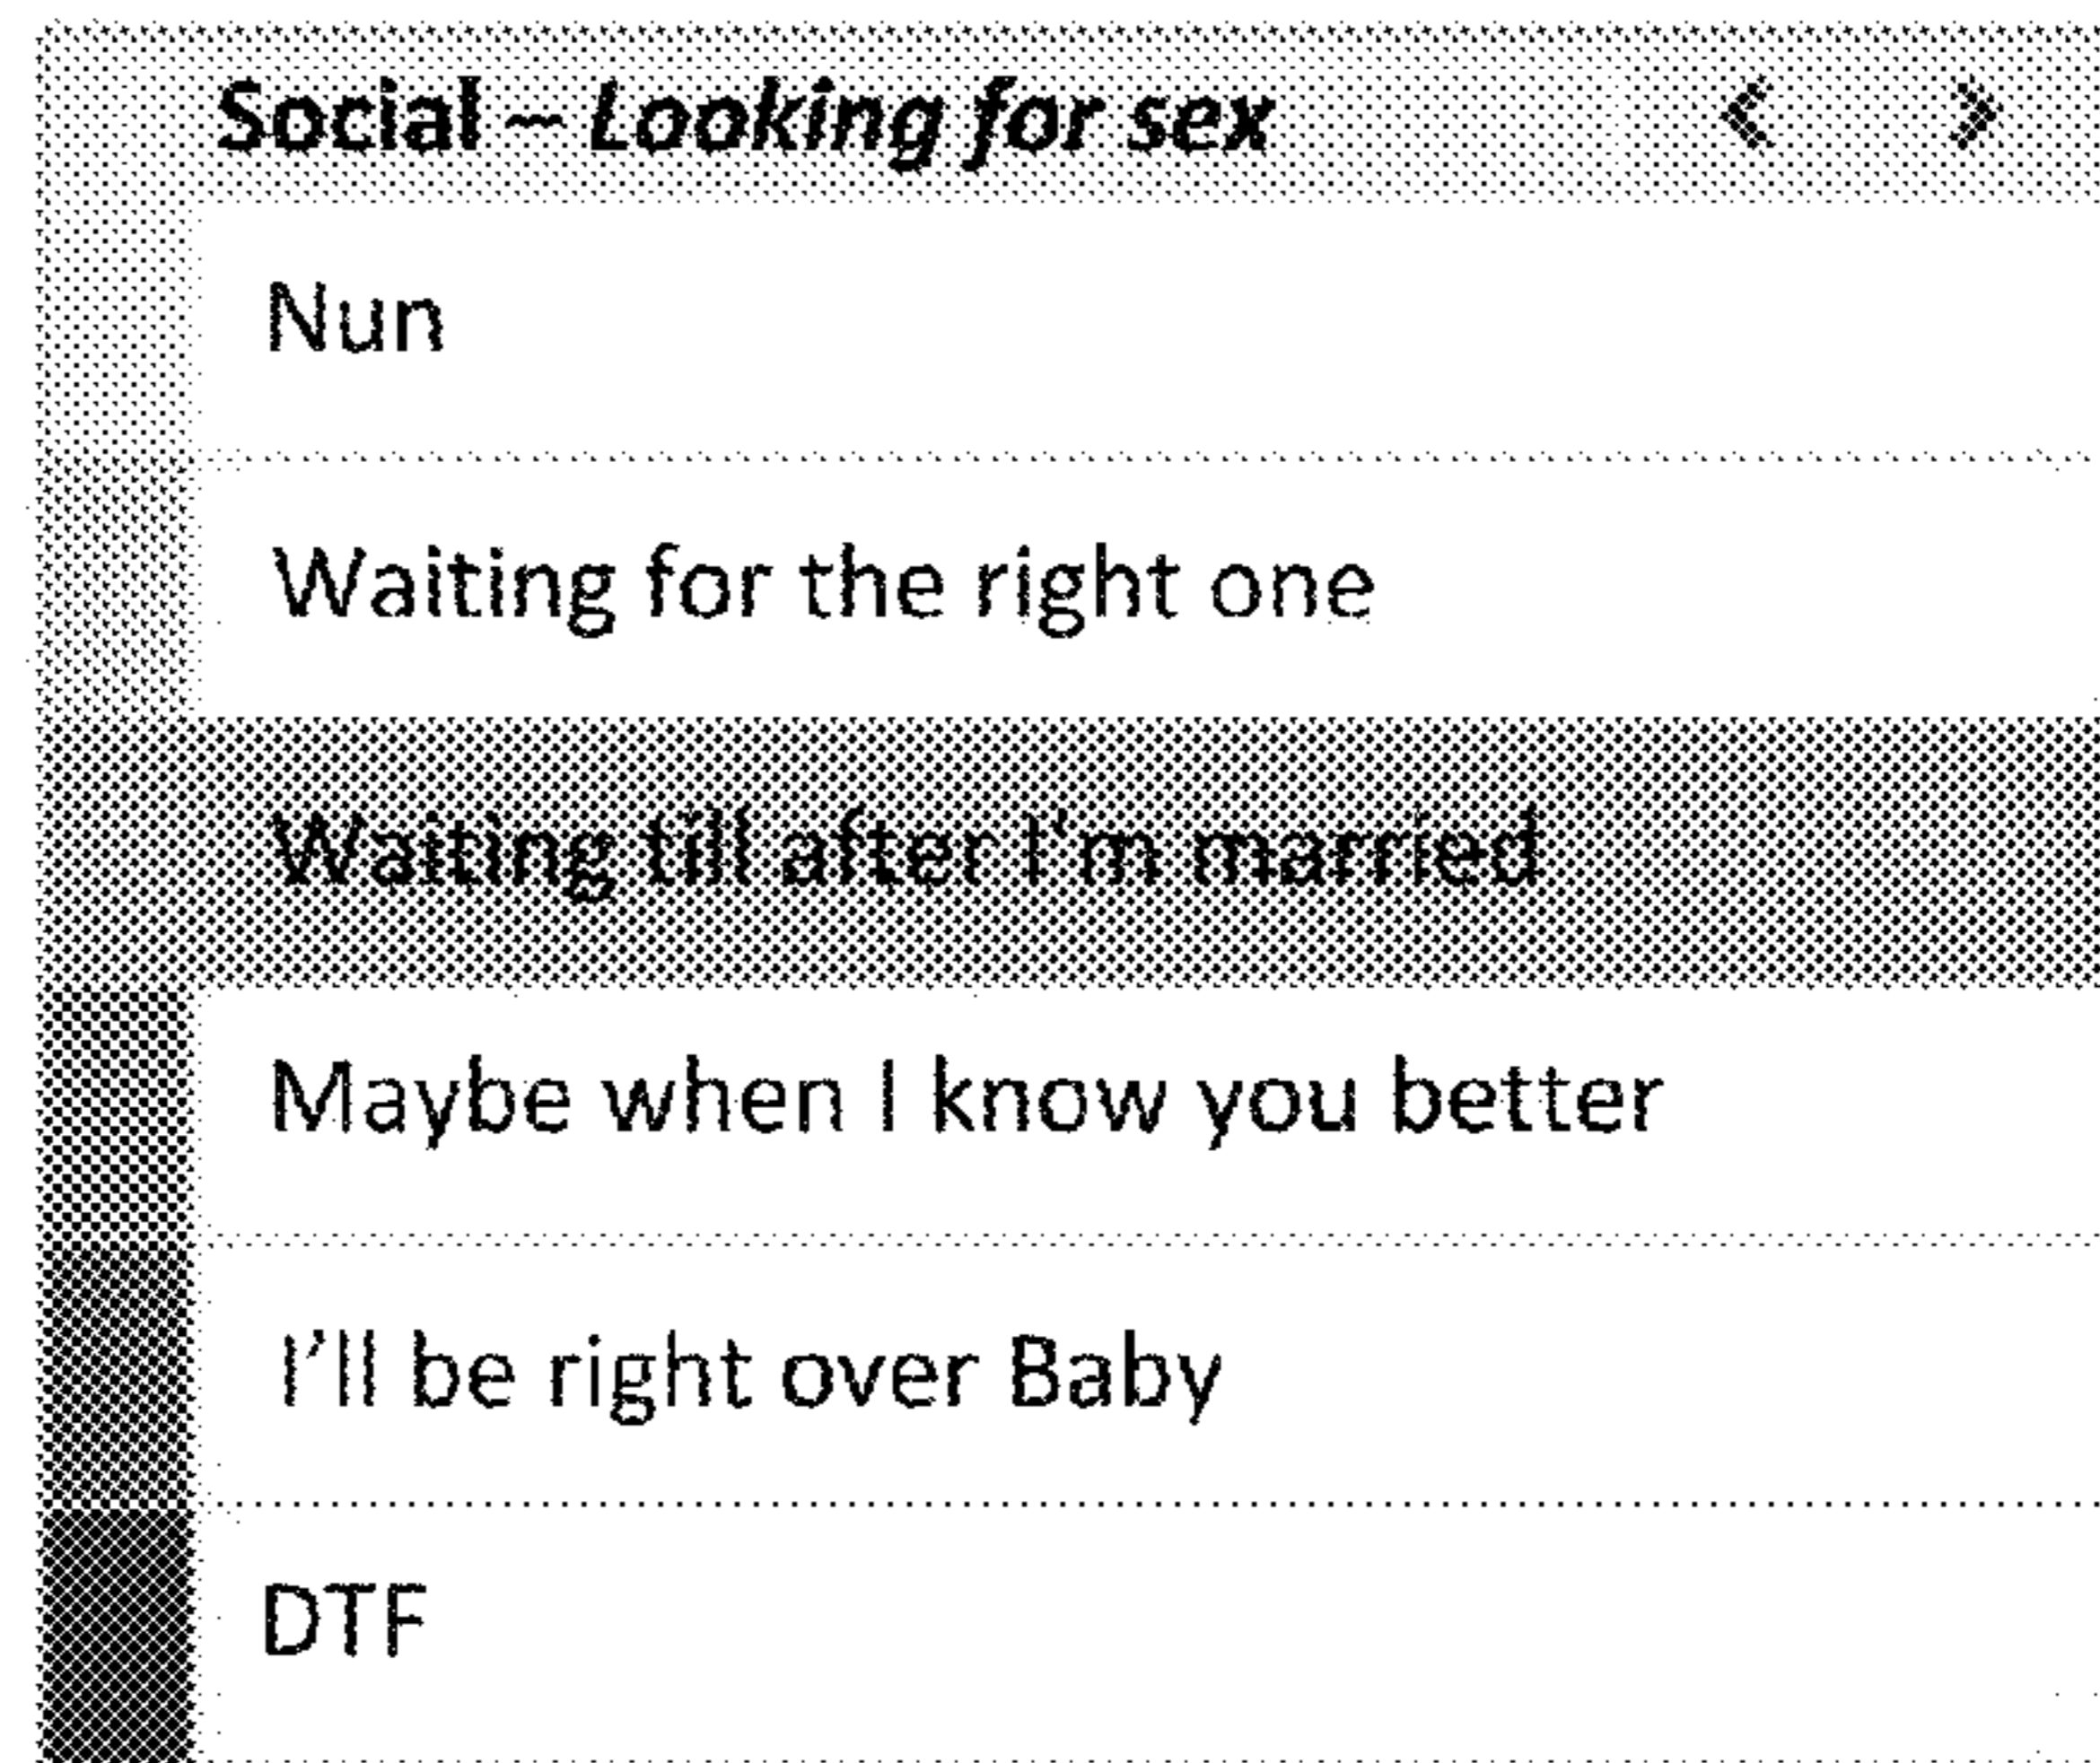 Social – Looking for sex < >
Nun
Waiting for the right one
Waiting till after I'm married
Maybe when I know you better
I’ll be right over Baby
DTF